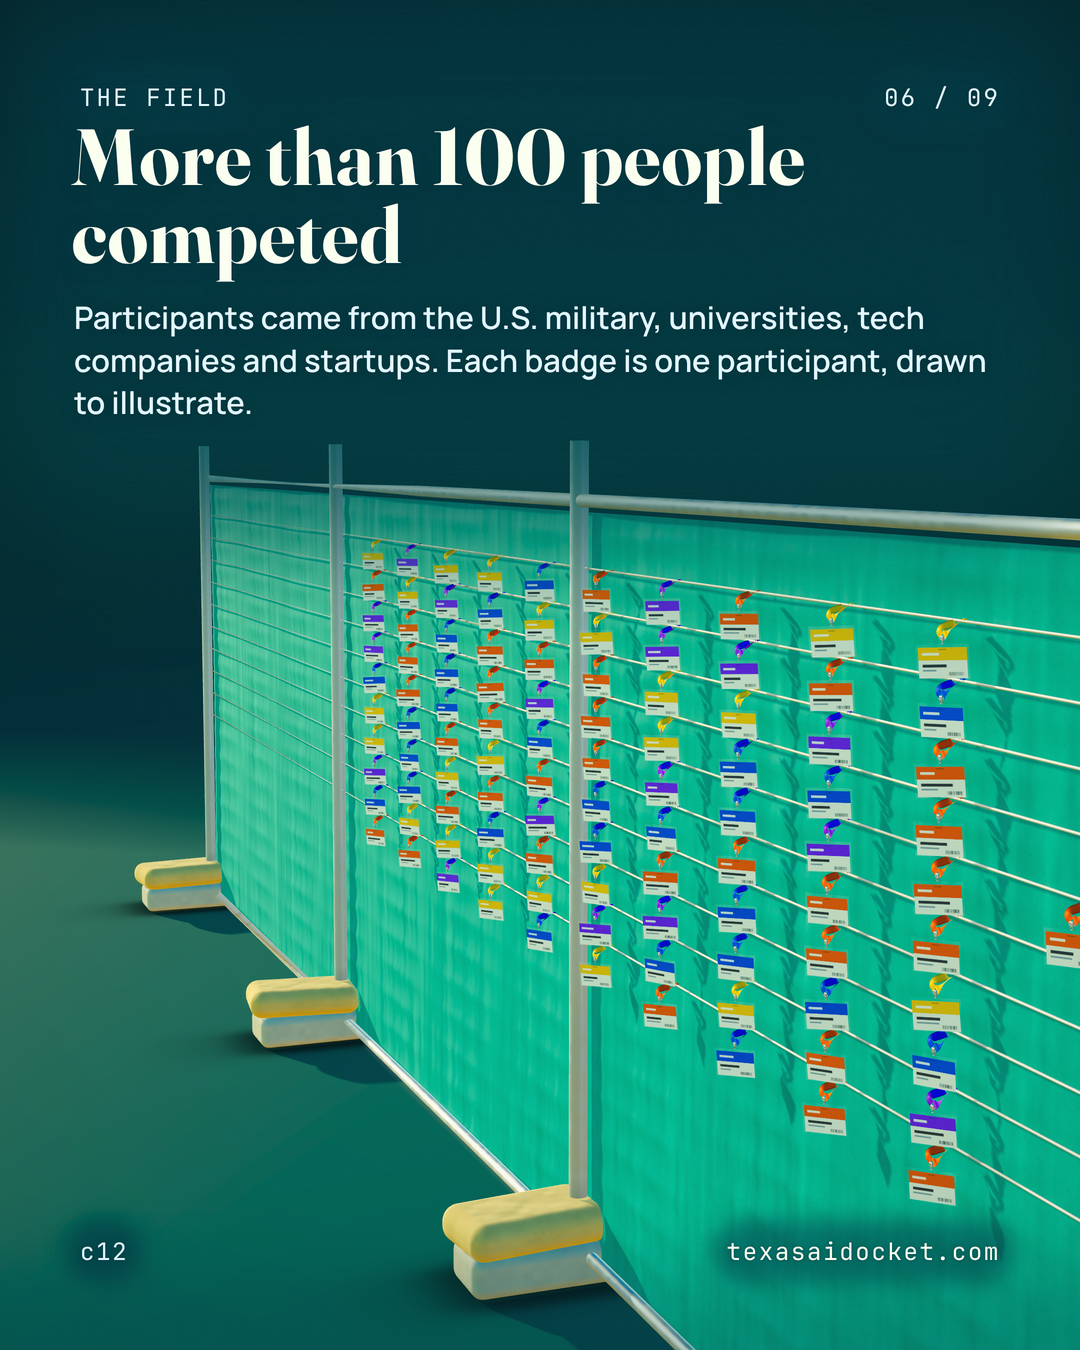 THE FIELD
06 / 09
More than 100 people
competed
Participants came from the U.S. military, universities, tech
companies and startups. Each badge is one participant, drawn
to illustrate.
c12
texasaidocket.com